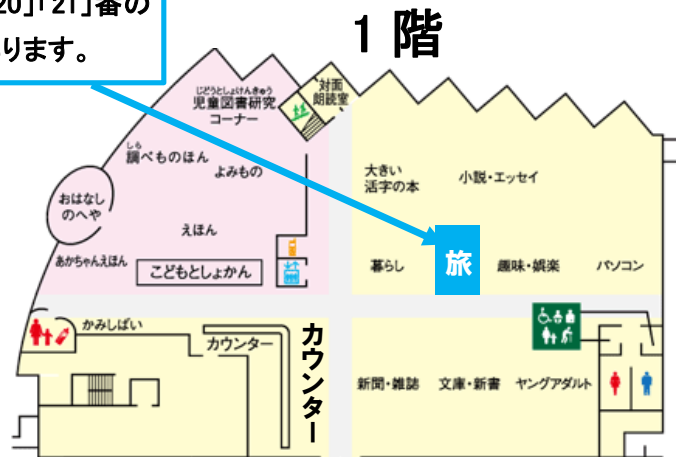 20」「21」番の
ります。
1階
じどうとしょけんきゅう
児童図書研究
コーナー
対面
朗読室
しら
調べものほん
よみもの
おはなし
のへや
えほん
あかちゃんえほん
こどもとしょかん
大きい
活字の本
小説・エッセイ
暮らし
旅
趣味・娯楽
パソコン
かみしばい
カウンター
カウンター
新聞・雑誌
文庫・新書
ヤングアダルト